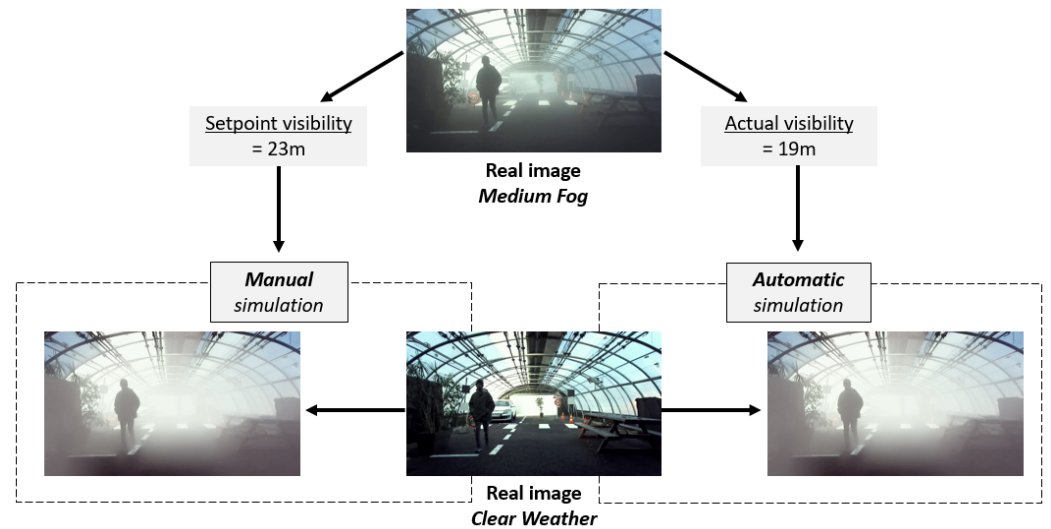 Setpoint visibility
= 23m
Actual visibility
= 19m
Real image
Medium Fog
Manual
simulation
Automatic
simulation
Real image
Clear Weather